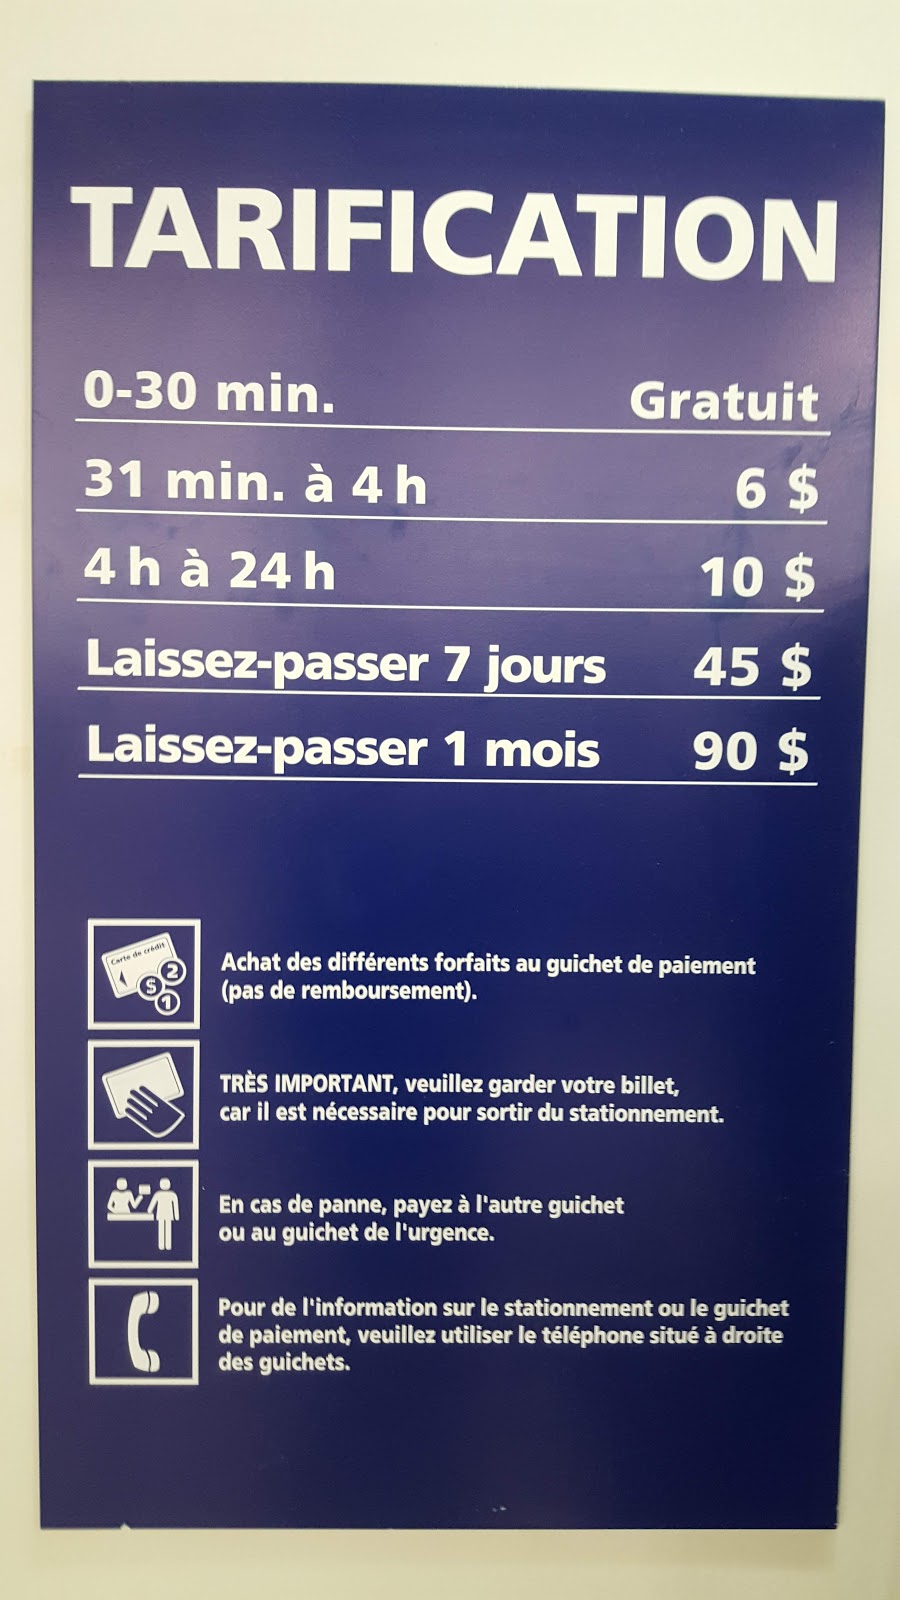 TARIFICATION
0-30 min. Gratuit
31 min. à 4 h 6 $
4 h à 24 h 10 $
Laissez-passer 7 jours 45 $
Laissez-passer 1 mois 90 $
Carte de crédit
$ 2
1
Achat des différents forfaits au guichet de paiement
(pas de remboursement).
TRÈS IMPORTANT, veuillez garder votre billet,
car il est nécessaire pour sortir du stationnement.
En cas de panne, payez à l'autre guichet
ou au guichet de l'urgence.
Pour de l'information sur le stationnement ou le guichet
de paiement, veuillez utiliser le téléphone situé à droite
des guichets.